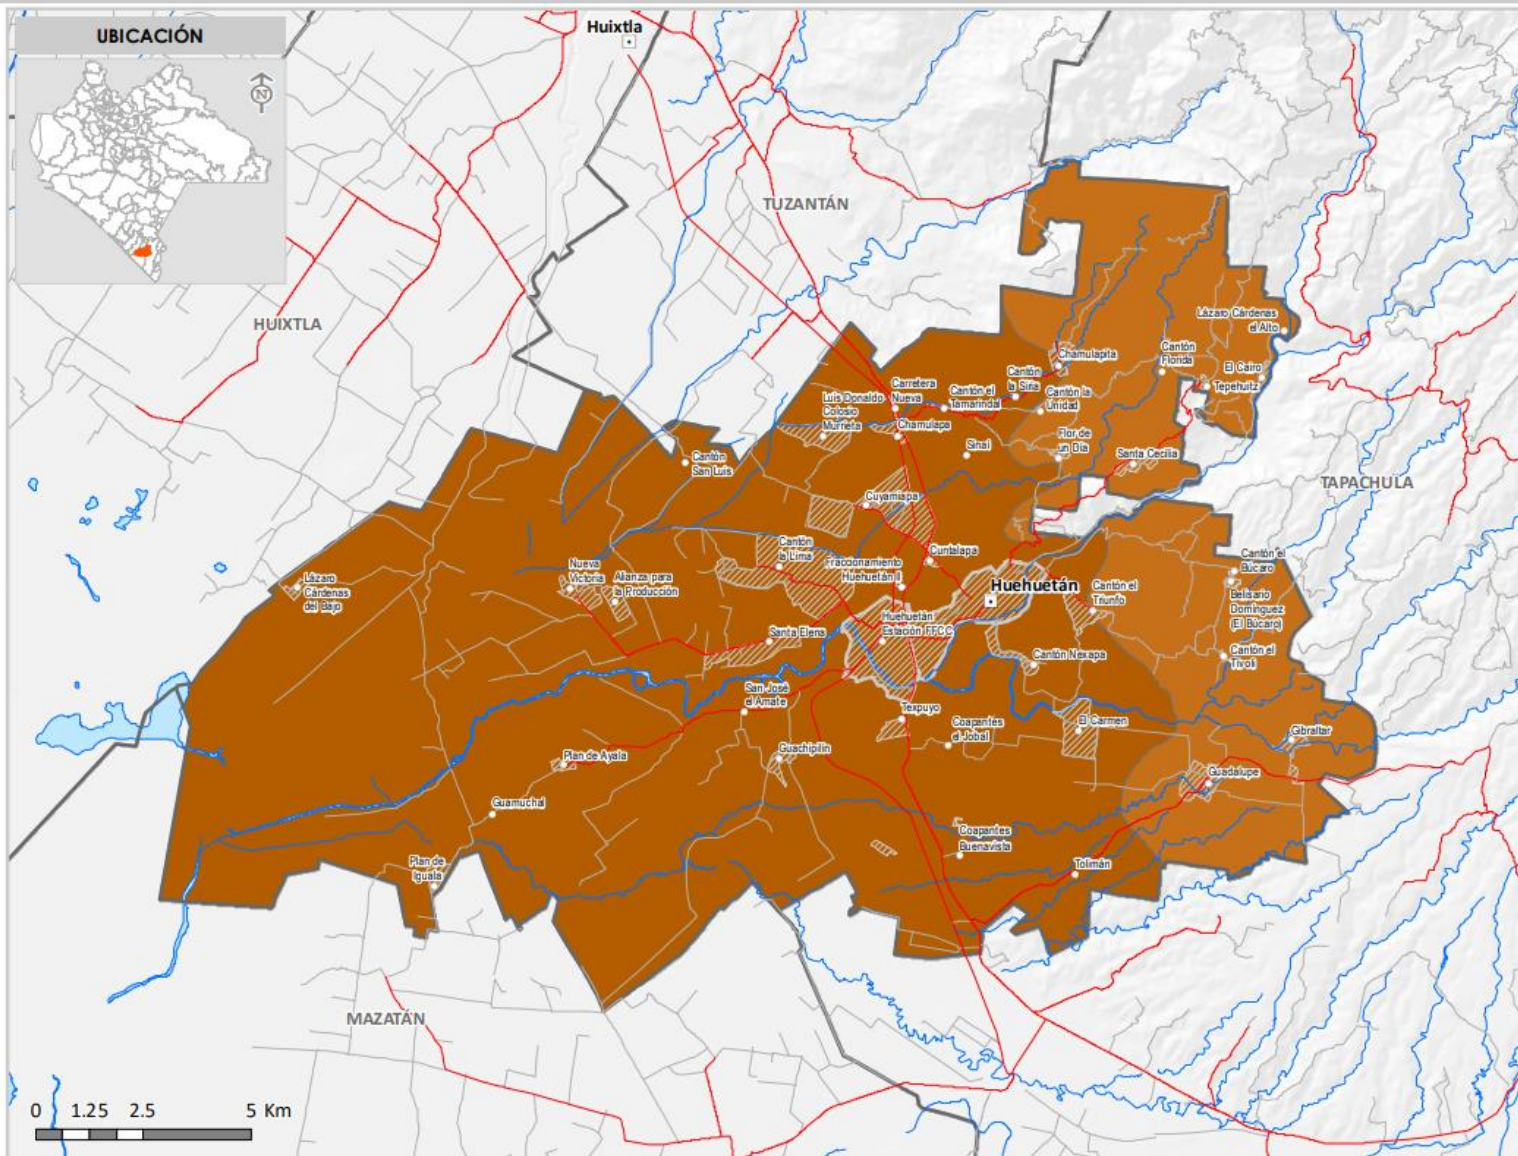 UBICACIÓN
N
Huixtla
TUZANTÁN
HUIXTLA
Lázaro Cárdenas
el Alto
Chamulapita
Cantón
Florida
El Cairo
Tepehuitz
Cantón
la Siria
Carretera
Nueva
Cantón el
Tamarindal
Cantón la
Unidad
Luis Donaldo
Colosio
Murrieta
Chamulapa
Sinaí
Flor de
un Día
Santa Cecilia
Cantón
San Luis
TAPACHULA
Cuyamiapa
Cantón
la Lima
Cuntalapa
Fraccionamiento
Huehuetán II
Nueva
Victoria
Alianza para
la Producción
Lázaro
Cárdenas
del Bajo
Huehuetán
Cantón el
Triunfo
Cantón el
Búcaro
Belisario
Domínguez
(El Búcaro)
Huehuetán
Estación FFCC
Santa Elena
Cantón Nexapa
Cantón el
Tívoli
San José
el Amate
Texpuyo
Coapantes
el Jobal
El Carmen
Gibraltar
Guachipilín
Plan de Ayala
Guadalupe
Guamuchal
Coapantes
Buenavista
Plan de
Iguala
Tolimán
MAZATÁN
0 1.25 2.5 5 Km